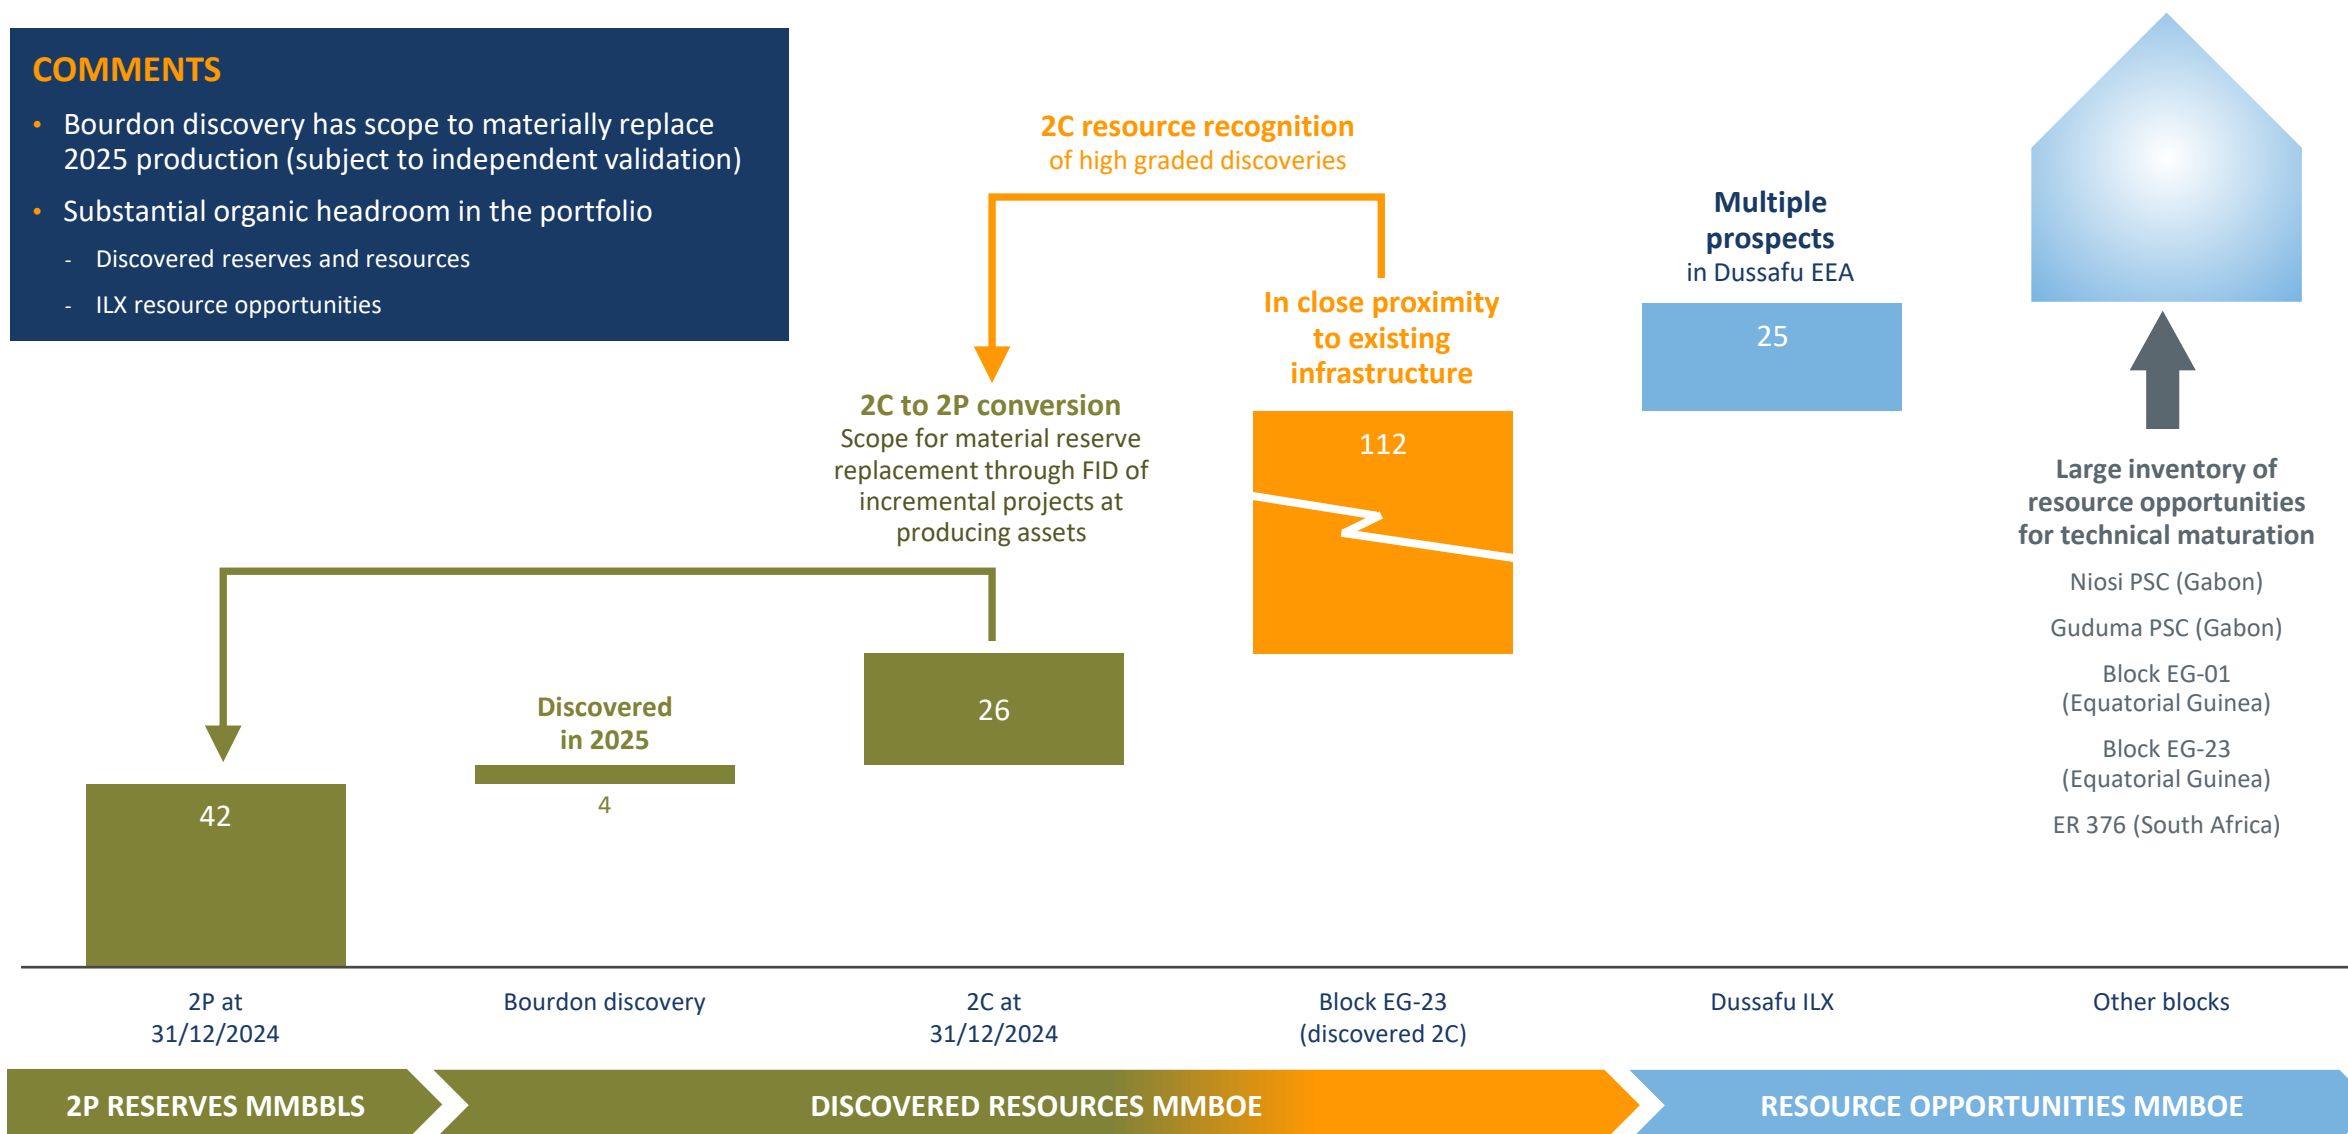 COMMENTS
• Bourdon discovery has scope to materially replace
2025 production (subject to independent validation)
• Substantial organic headroom in the portfolio
- Discovered reserves and resources
- ILX resource opportunities
2C resource recognition
of high graded discoveries
In close proximity
to existing
infrastructure
112
Multiple
prospects
in Dussafu EEA
25
2C to 2P conversion
Scope for material reserve
replacement through FID of
incremental projects at
producing assets
26
Discovered
in 2025
4
42
Large inventory of
resource opportunities
for technical maturation
Niosi PSC (Gabon)
Guduma PSC (Gabon)
Block EG-01
(Equatorial Guinea)
Block EG-23
(Equatorial Guinea)
ER 376 (South Africa)
2P at
31/12/2024
Bourdon discovery
2C at
31/12/2024
Block EG-23
(discovered 2C)
Dussafu ILX
Other blocks
2P RESERVES MMBBLS
DISCOVERED RESOURCES MMBOE
RESOURCE OPPORTUNITIES MMBOE